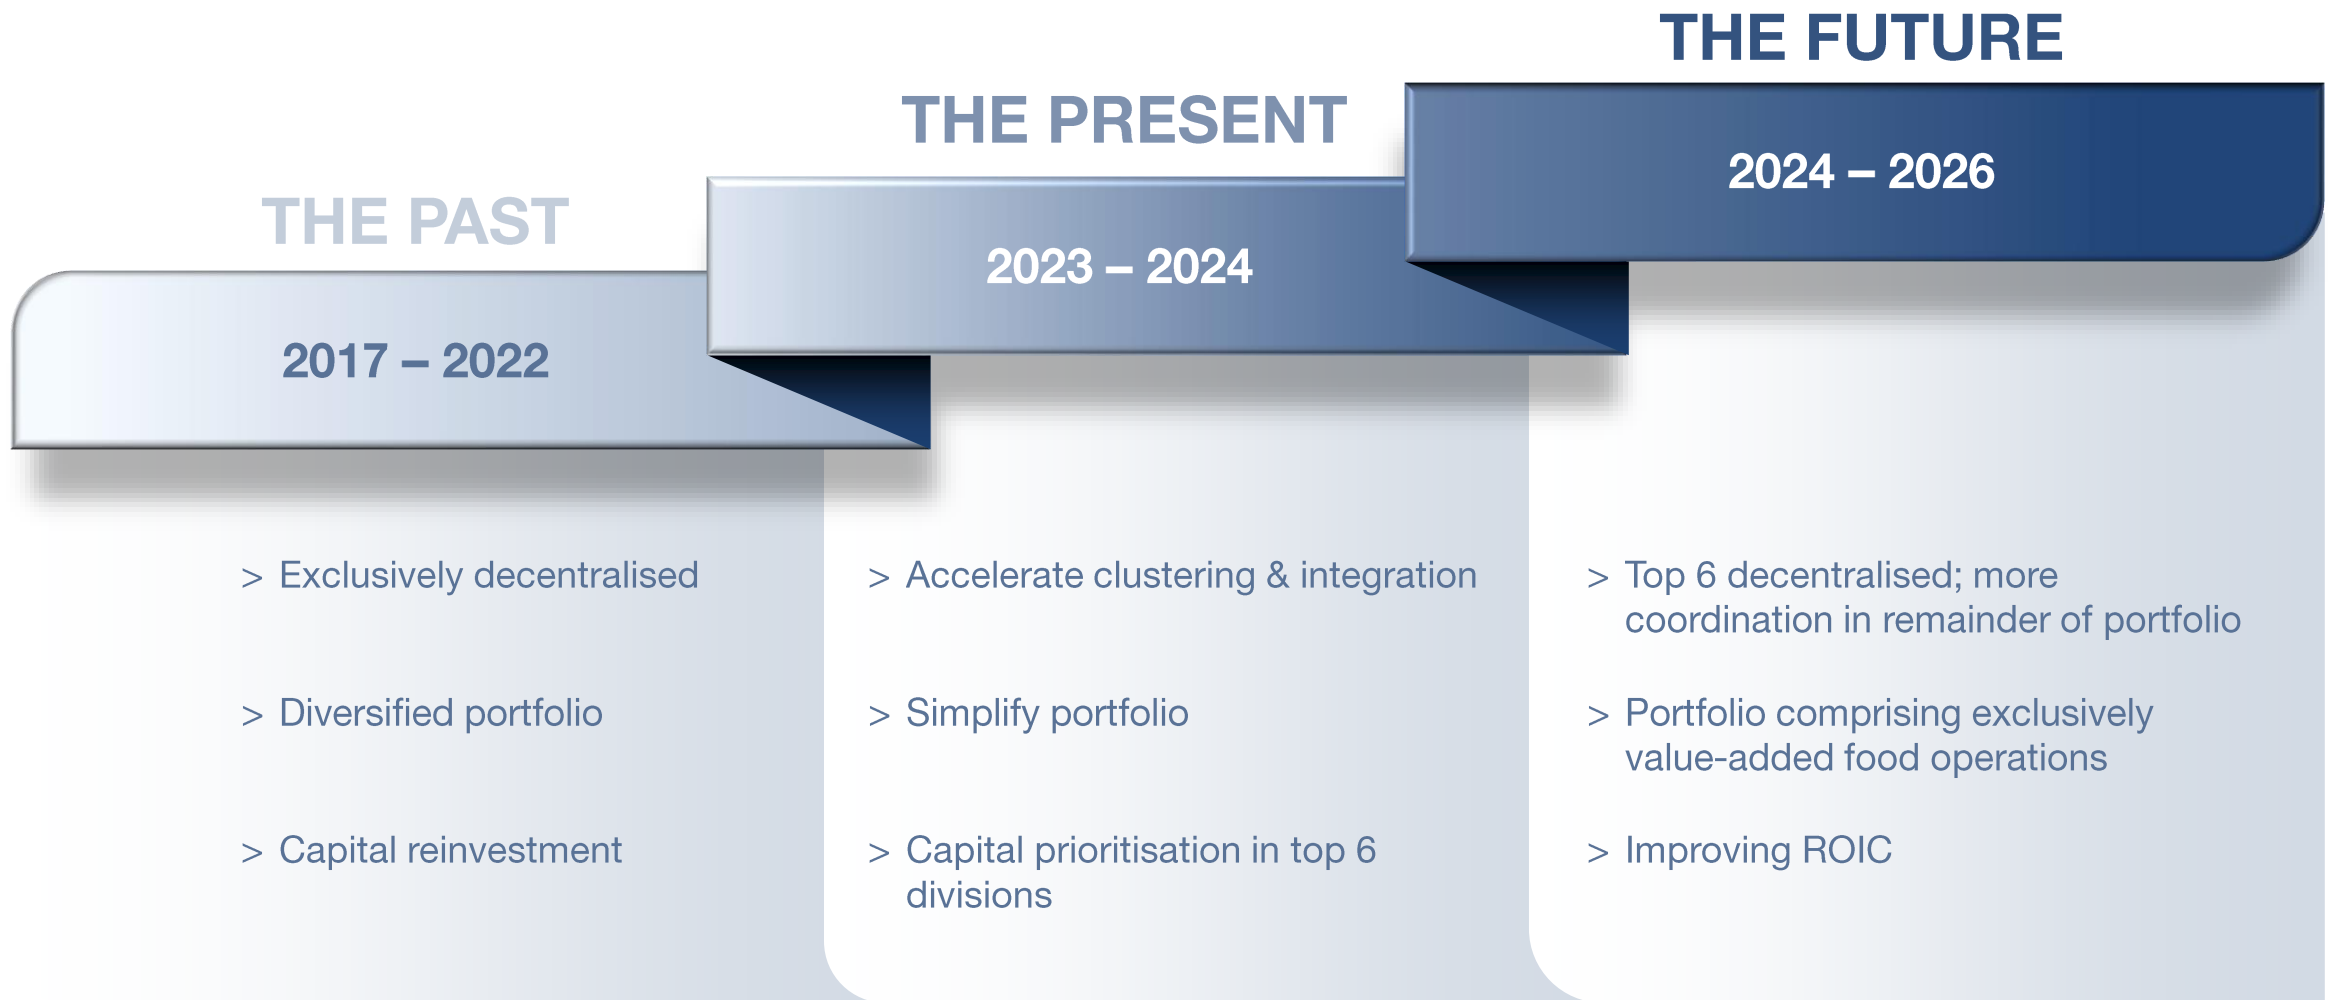 THE PAST
2017 – 2022
> Exclusively decentralised
> Diversified portfolio
> Capital reinvestment
THE PRESENT
2023 – 2024
> Accelerate clustering & integration
> Simplify portfolio
> Capital prioritisation in top 6
divisions
THE FUTURE
2024 – 2026
> Top 6 decentralised; more
coordination in remainder of portfolio
> Portfolio comprising exclusively
value-added food operations
> Improving ROIC